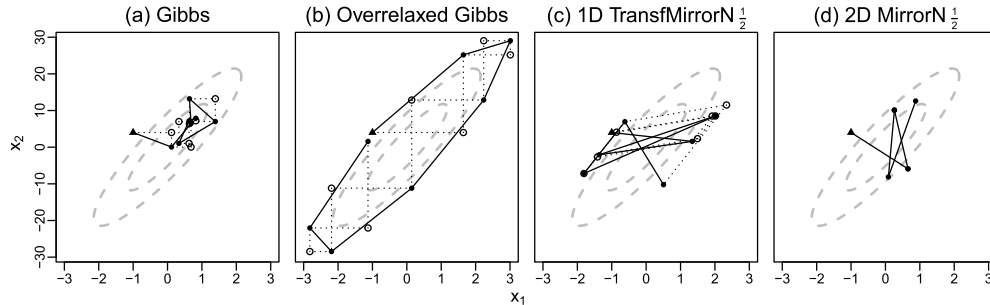 (a) Gibbs
(b) Overrelaxed Gibbs
(c) 1D TransfMirrorN 1/2
(d) 2D MirrorN 1/2
x2
30
20
10
0
−10
−20
−30
−3 −2 −1 0 1 2 3
−3 −2 −1 0 1 2 3
−3 −2 −1 0 1 2 3
−3 −2 −1 0 1 2 3
x1